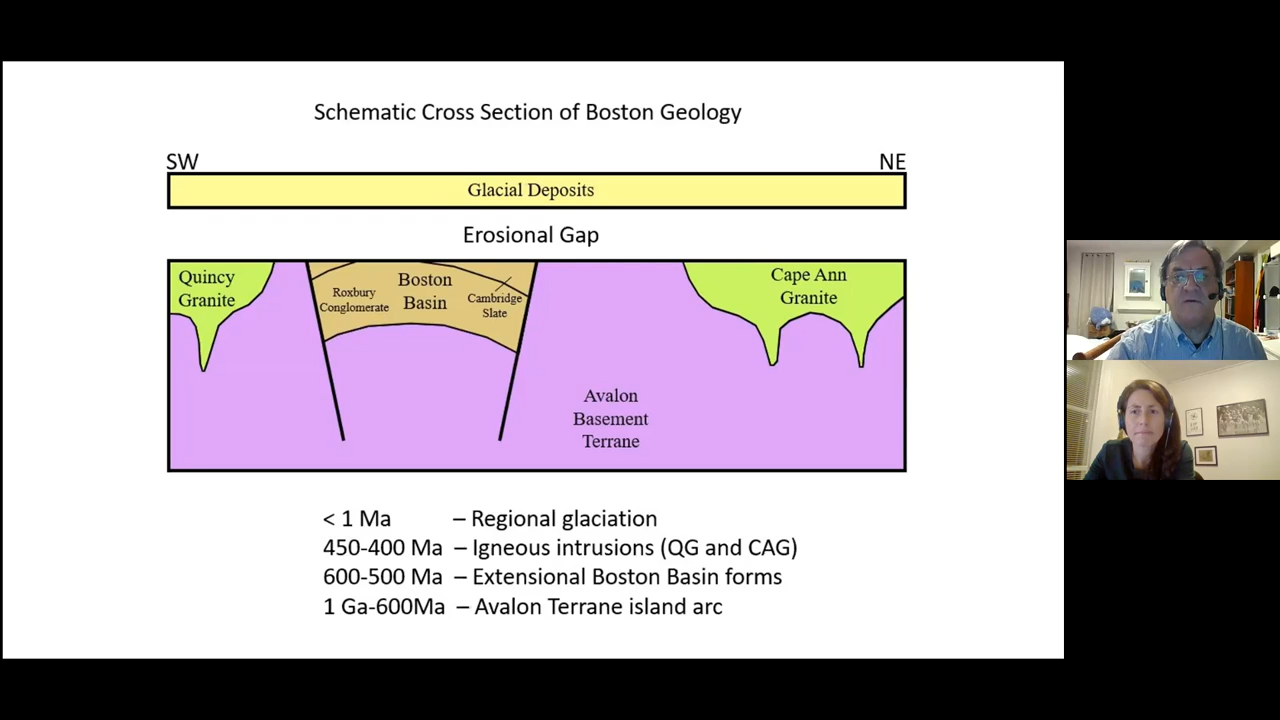 Schematic Cross Section of Boston Geology
SW
NE
Glacial Deposits
Erosional Gap
Quincy
Granite
Roxbury
Conglomerate
Boston
Basin
Cambridge
Slate
Cape Ann
Granite
Avalon
Basement
Terrane
< 1 Ma – Regional glaciation
450-400 Ma – Igneous intrusions (QG and CAG)
600-500 Ma – Extensional Boston Basin forms
1 Ga-600Ma – Avalon Terrane island arc